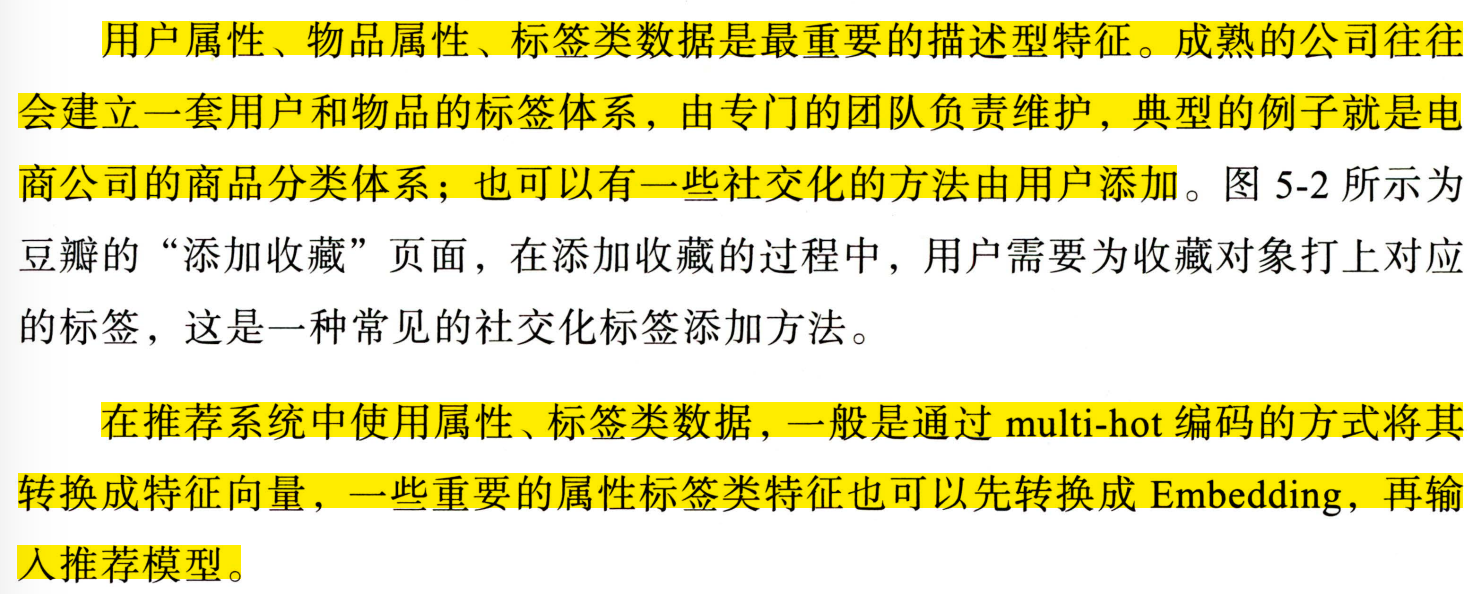 用户属性、物品属性、标签类数据是最重要的描述型特征。成熟的公司往往
会建立一套用户和物品的标签体系，由专门的团队负责维护，典型的例子就是电
商公司的商品分类体系；也可以有一些社交化的方法由用户添加。图 5-2 所示为
豆瓣的“添加收藏”页面，在添加收藏的过程中，用户需要为收藏对象打上对应
的标签，这是一种常见的社交化标签添加方法。
在推荐系统中使用属性、标签类数据，一般是通过 multi-hot 编码的方式将其
转换成特征向量，一些重要的属性标签类特征也可以先转换成 Embedding，再输
入推荐模型。